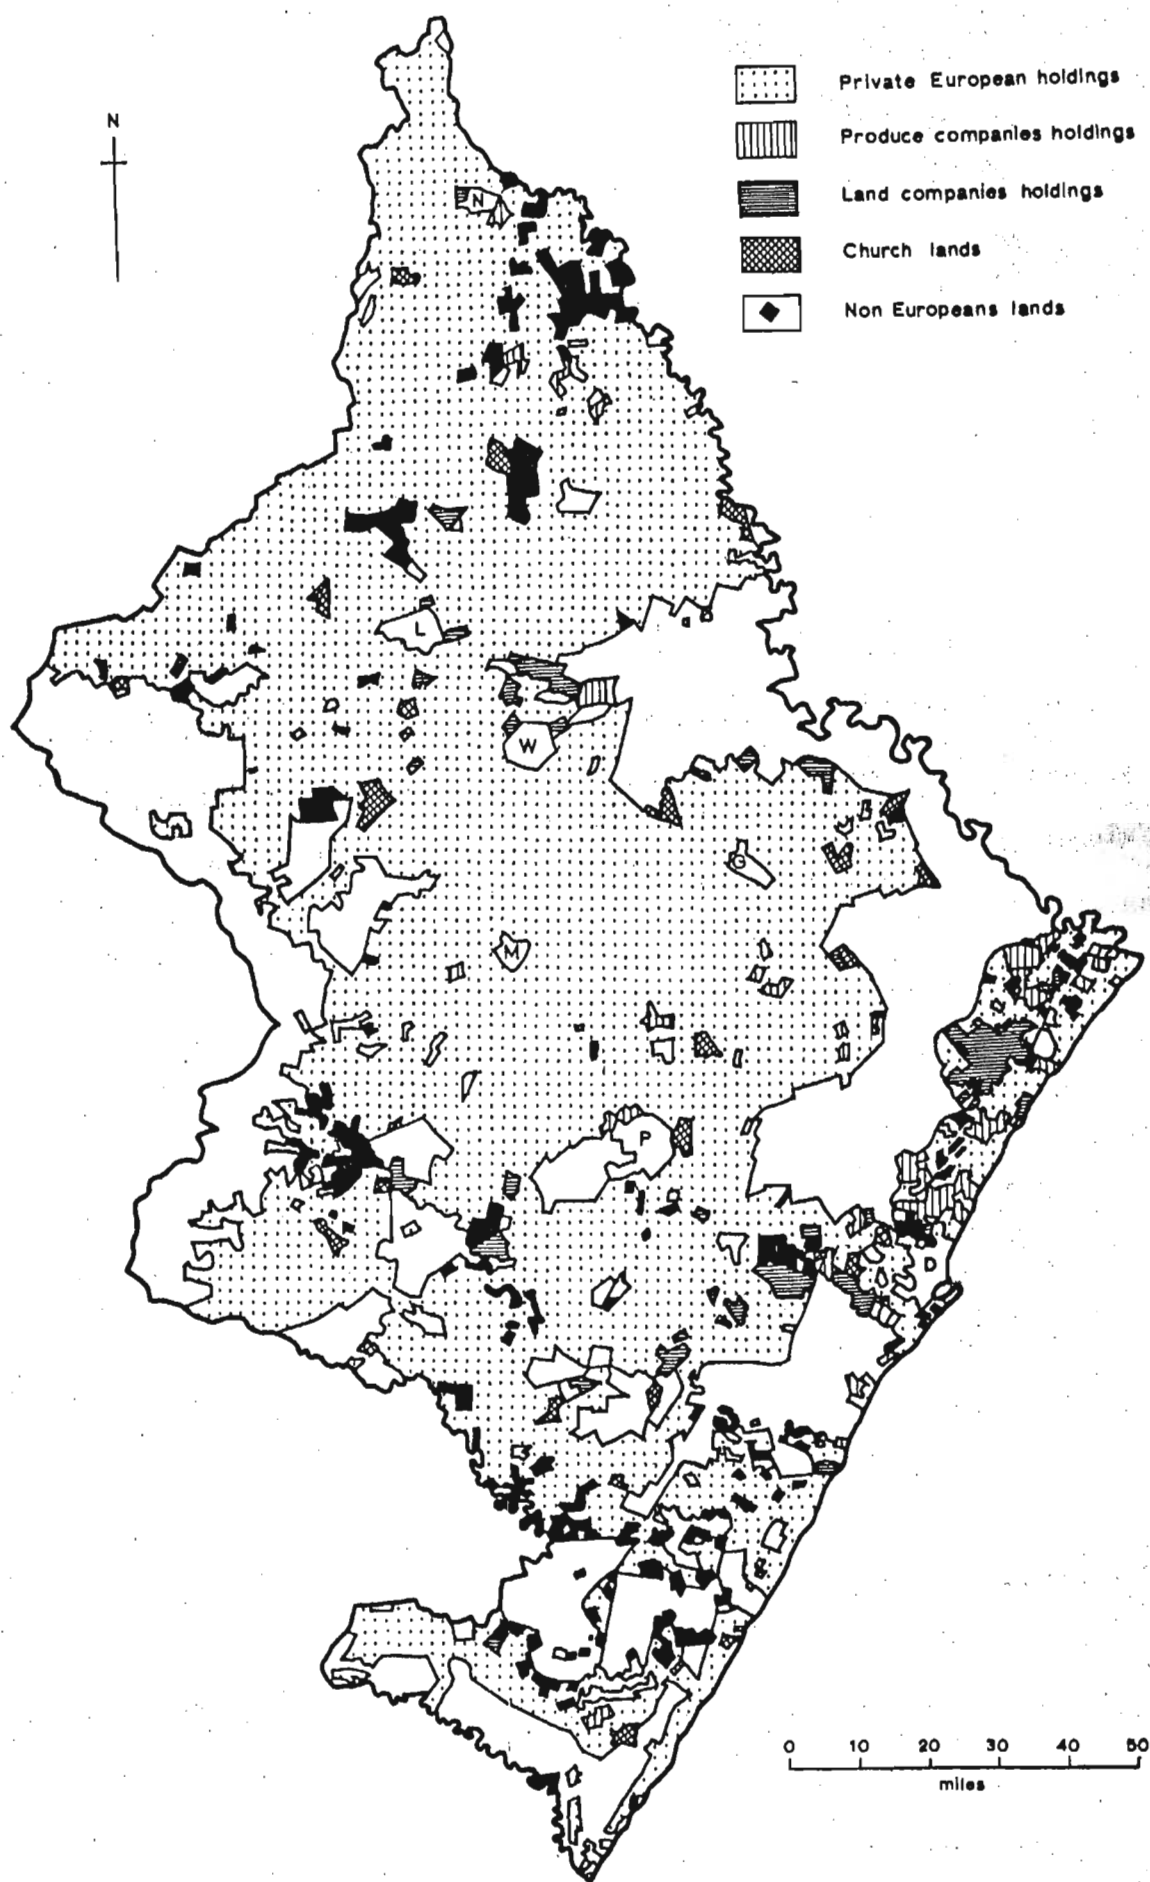 N
Private European holdings
Produce companies holdings
Land companies holdings
Church lands
Non Europeans lands
N
L
W
G
M
P
D
0 10 20 30 40 50
miles